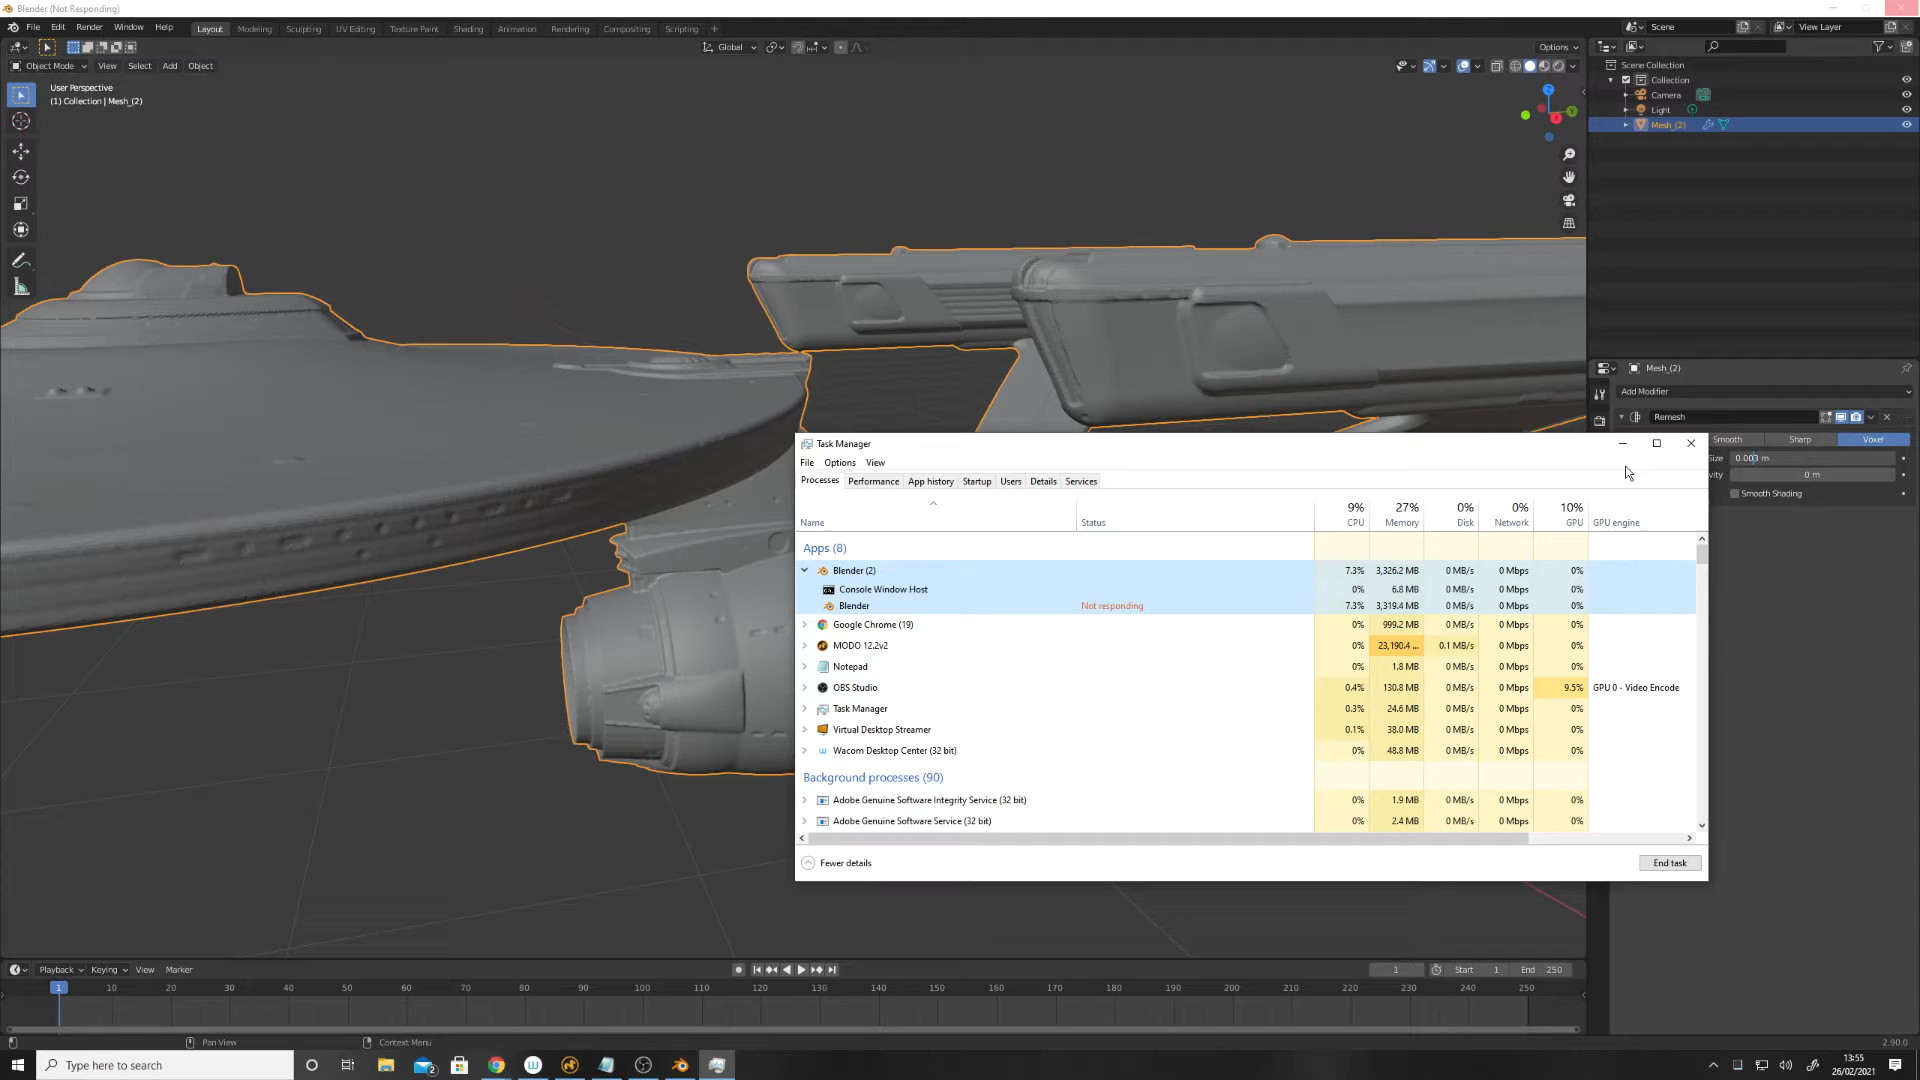 Blender (Not Responding)
File Edit Render Window Help
Layout Modeling Sculpting UV Editing Texture Paint Shading Animation Rendering Compositing Scripting +
Scene View Layer
Global Options
Object Mode View Select Add Object
User Perspective
(1) Collection | Mesh_(2)
Z
Y
X
Scene Collection
Collection
Camera
Light
Mesh_(2)
Mesh_(2)
Add Modifier
Remesh
Smooth Sharp Voxel
Size 0.003 m
vity 0 m
Smooth Shading
Task Manager
File Options View
Processes Performance App history Startup Users Details Services
9% 27% 0% 0% 10%
Name Status CPU Memory Disk Network GPU GPU engine
Apps (8)
Blender (2) 7.3% 3,326.2 MB 0 MB/s 0 Mbps 0%
Console Window Host 0% 6.8 MB 0 MB/s 0 Mbps 0%
Blender Not responding 7.3% 3,319.4 MB 0 MB/s 0 Mbps 0%
Google Chrome (19) 0% 999.2 MB 0 MB/s 0 Mbps 0%
MODO 12.2v2 0% 23,190.4 ... 0.1 MB/s 0 Mbps 0%
Notepad 0% 1.8 MB 0 MB/s 0 Mbps 0%
OBS Studio 0.4% 130.8 MB 0 MB/s 0 Mbps 9.5% GPU 0 - Video Encode
Task Manager 0.3% 24.6 MB 0 MB/s 0 Mbps 0%
Virtual Desktop Streamer 0.1% 38.0 MB 0 MB/s 0 Mbps 0%
Wacom Desktop Center (32 bit) 0% 48.8 MB 0 MB/s 0 Mbps 0%
Background processes (90)
Adobe Genuine Software Integrity Service (32 bit) 0% 1.9 MB 0 MB/s 0 Mbps 0%
Adobe Genuine Software Service (32 bit) 0% 2.4 MB 0 MB/s 0 Mbps 0%
Fewer details End task
Playback Keying View Marker 1 Start 1 End 250
1 10 20 30 40 50 60 70 80 90 100 110 120 130 140 150 160 170 180 190 200 210 220 230 240 250
Pan View Context Menu 2.90.0
Type here to search 2 13:55
26/02/2021